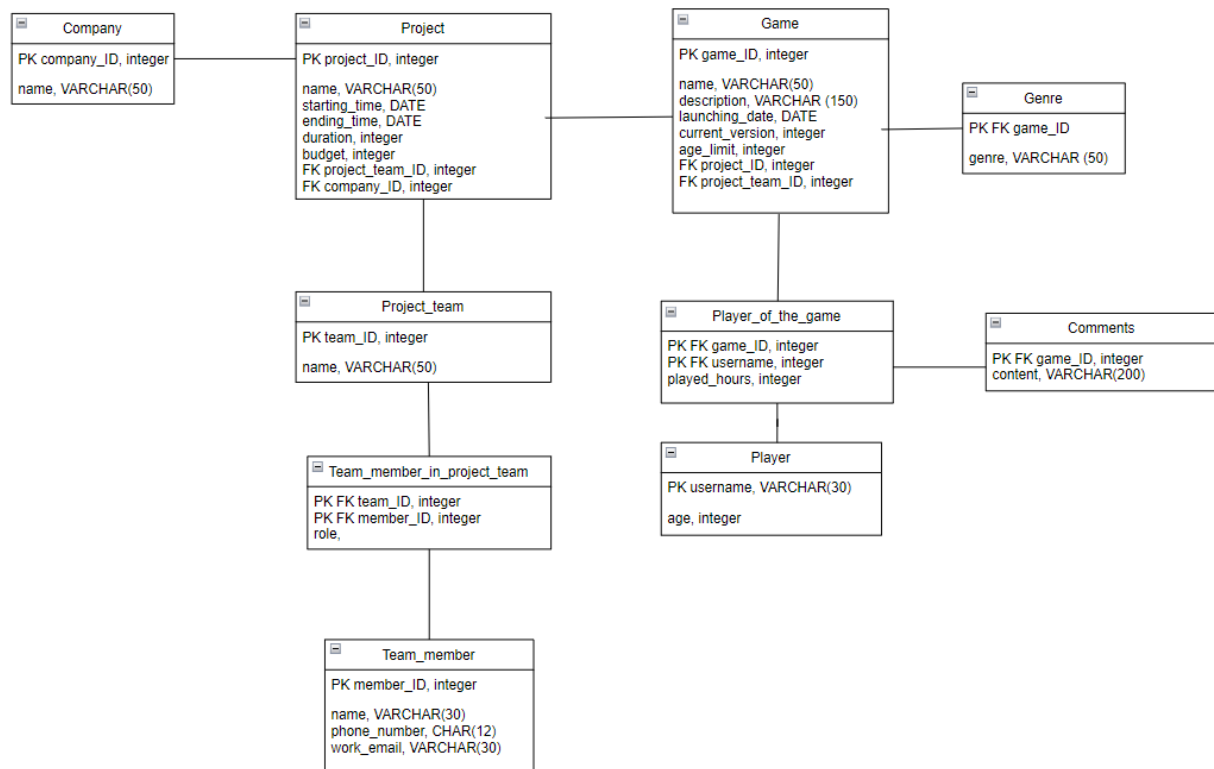 Company
PK company_ID, integer
name, VARCHAR(50)
Project
PK project_ID, integer
name, VARCHAR(50)
starting_time, DATE
ending_time, DATE
duration, integer
budget, integer
FK project_team_ID, integer
FK company_ID, integer
Game
PK game_ID, integer
name, VARCHAR(50)
description, VARCHAR (150)
launching_date, DATE
current_version, integer
age_limit, integer
FK project_ID, integer
FK project_team_ID, integer
Genre
PK FK game_ID
genre, VARCHAR (50)
Project_team
PK team_ID, integer
name, VARCHAR(50)
Player_of_the_game
PK FK game_ID, integer
PK FK username, integer
played_hours, integer
Comments
PK FK game_ID, integer
content, VARCHAR(200)
Team_member_in_project_team
PK FK team_ID, integer
PK FK member_ID, integer
role,
Player
PK username, VARCHAR(30)
age, integer
Team_member
PK member_ID, integer
name, VARCHAR(30)
phone_number, CHAR(12)
work_email, VARCHAR(30)